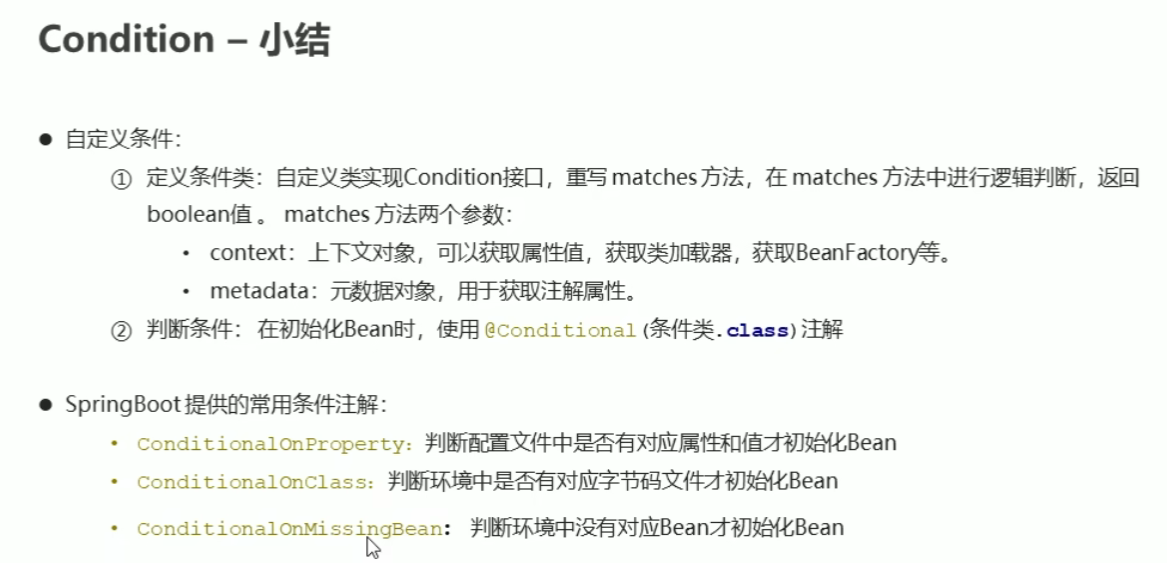 Condition – 小结
● 自定义条件：
① 定义条件类：自定义类实现Condition接口，重写 matches 方法，在 matches 方法中进行逻辑判断，返回
boolean值 。 matches 方法两个参数：
• context：上下文对象，可以获取属性值，获取类加载器，获取BeanFactory等。
• metadata：元数据对象，用于获取注解属性。
② 判断条件： 在初始化Bean时，使用 @Conditional(条件类.class)注解
● SpringBoot 提供的常用条件注解：
• ConditionalOnProperty：判断配置文件中是否有对应属性和值才初始化Bean
• ConditionalOnClass：判断环境中是否有对应字节码文件才初始化Bean
• ConditionalOnMissingBean： 判断环境中没有对应Bean才初始化Bean